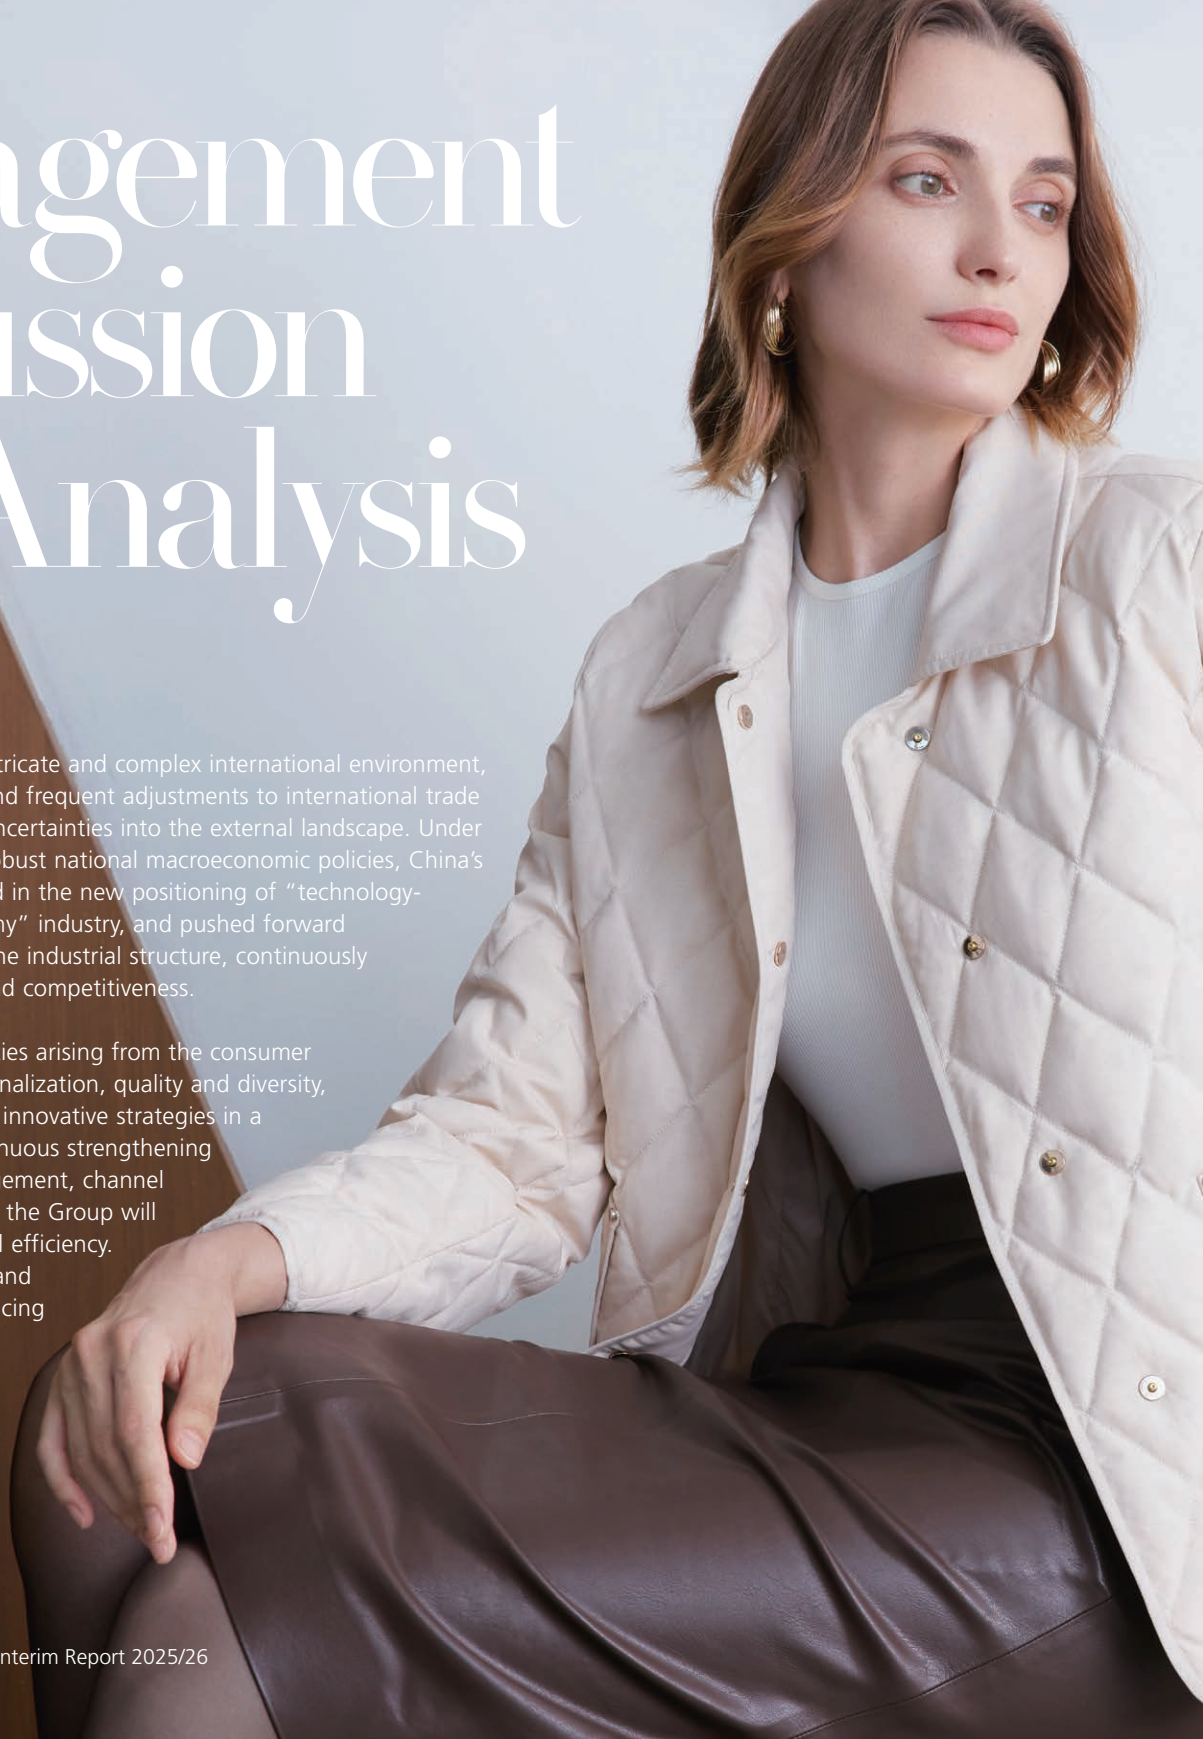 agement
ussion
Analysis
tricate and complex international environment,
nd frequent adjustments to international trade
ncertainties into the external landscape. Under
obust national macroeconomic policies, China’s
d in the new positioning of “technology-
ny” industry, and pushed forward
he industrial structure, continuously
d competitiveness.
ties arising from the consumer
nalization, quality and diversity,
innovative strategies in a
nuous strengthening
gement, channel
the Group will
d efficiency.
and
cing
nterim Report 2025/26